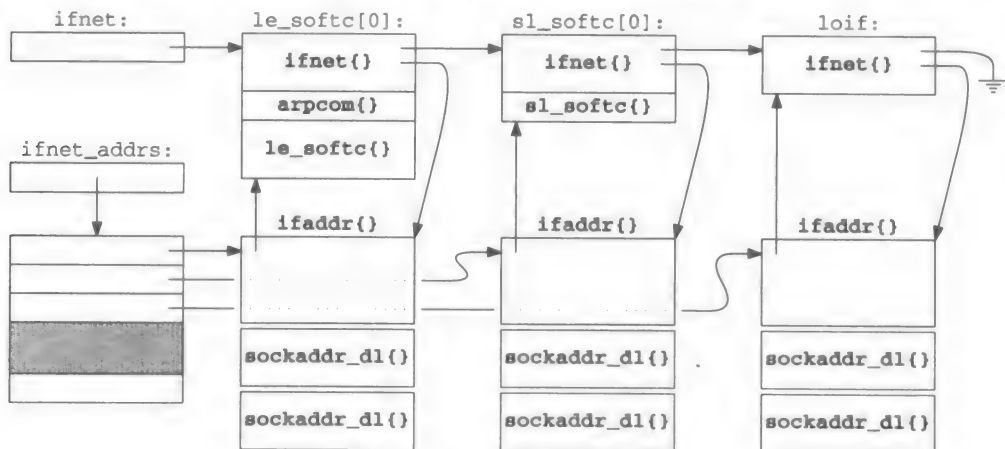 ifnet:
le_softc[0]:
sl_softc[0]:
loif:
ifnet{}
ifnet{}
ifnet{}
arpcom{}
sl_softc{}
le_softc{}
ifnet_addrs:
ifaddr{}
ifaddr{}
ifaddr{}
sockaddr_dl{}
sockaddr_dl{}
sockaddr_dl{}
sockaddr_dl{}
sockaddr_dl{}
sockaddr_dl{}